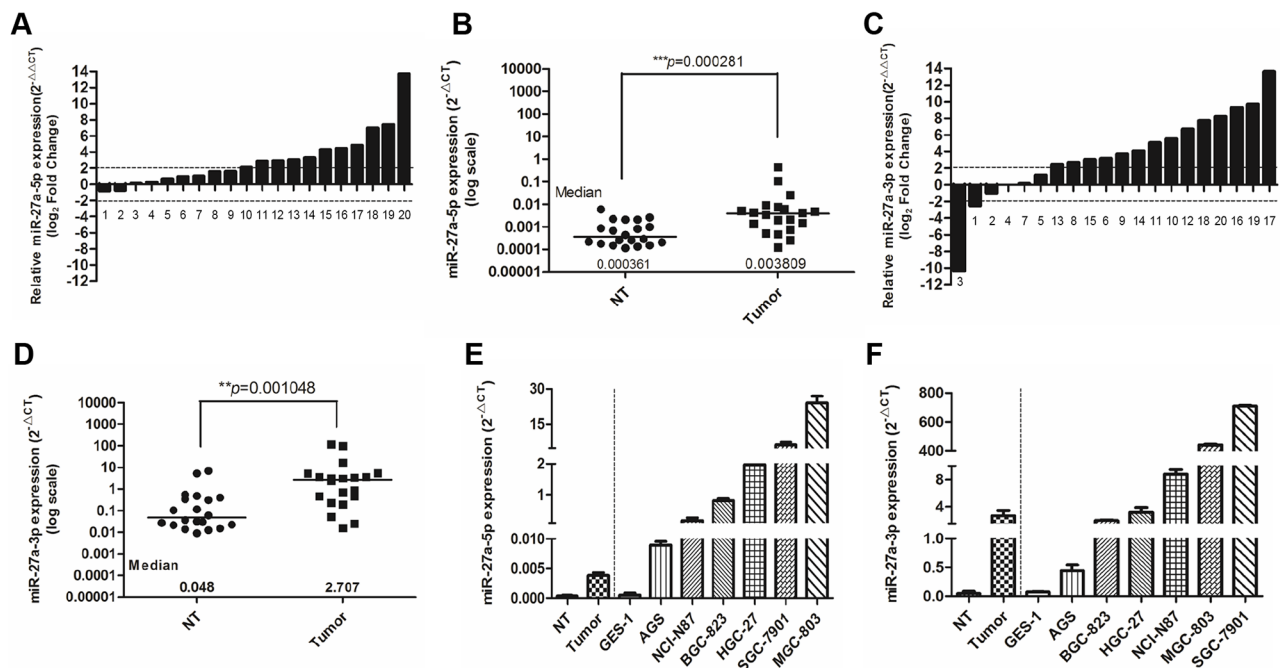 A
Relative miR-27a-5p expression(2-△△CT)
(log2 Fold Change)
14
12
10
8
6
4
2
0
-2
-4
-6
-8
-10
-12
1 2 3 4 5 6 7 8 9 10 11 12 13 14 15 16 17 18 19 20
B
***p=0.000281
miR-27a-5p expression (2-△CT)
(log scale)
10000
1000
100
10
1
0.1
0.01
0.001
0.0001
0.00001
Median
0.000361
0.003809
NT
Tumor
C
Relative miR-27a-3p expression(2-△△CT)
(log2 Fold Change)
14
12
10
8
6
4
2
0
-2
-4
-6
-8
-10
-12
3 1 2 4 7 5 13 8 15 6 9 14 11 10 12 18 20 16 19 17
D
**p=0.001048
miR-27a-3p expression (2-△CT)
(log scale)
10000
1000
100
10
1
0.1
0.01
0.001
0.0001
0.00001
Median
0.048
2.707
NT
Tumor
E
miR-27a-5p expression (2-△CT)
30
15
2
1
0.010
0.005
0.000
NT
Tumor
GES-1
AGS
NCI-N87
BGC-823
HGC-27
SGC-7901
MGC-803
F
miR-27a-3p expression (2-△CT)
800
400
8
4
1.0
0.5
0.0
NT
Tumor
GES-1
AGS
BGC-823
HGC-27
NCI-N87
MGC-803
SGC-7901